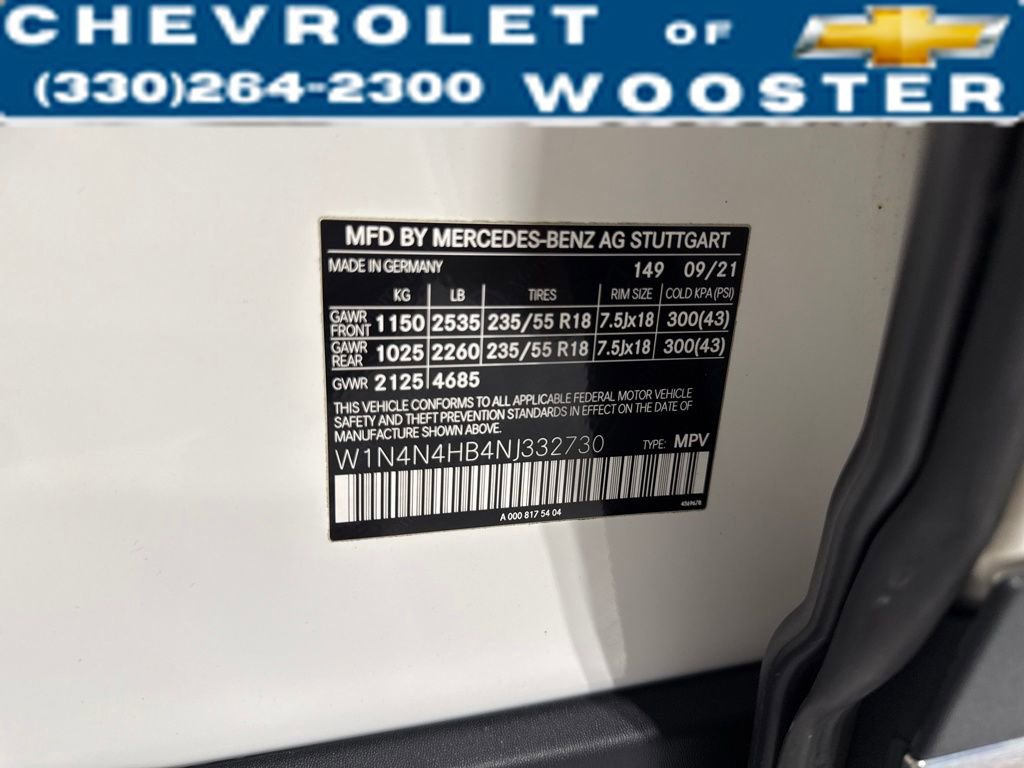 CHEVROLET OF
(330)264-2300 WOOSTER
MFD BY MERCEDES-BENZ AG STUTTGART
MADE IN GERMANY 149 09/21
KG LB TIRES RIM SIZE COLD KPA (PSI)
GAWR FRONT 1150 2535 235/55 R18 7.5Jx18 300(43)
GAWR REAR 1025 2260 235/55 R18 7.5Jx18 300(43)
GVWR 2125 4685
THIS VEHICLE CONFORMS TO ALL APPLICABLE FEDERAL MOTOR VEHICLE
SAFETY AND THEFT PREVENTION STANDARDS IN EFFECT ON THE DATE OF
MANUFACTURE SHOWN ABOVE.
W1N4N4HB4NJ332730 TYPE: MPV
A 000 817 54 04